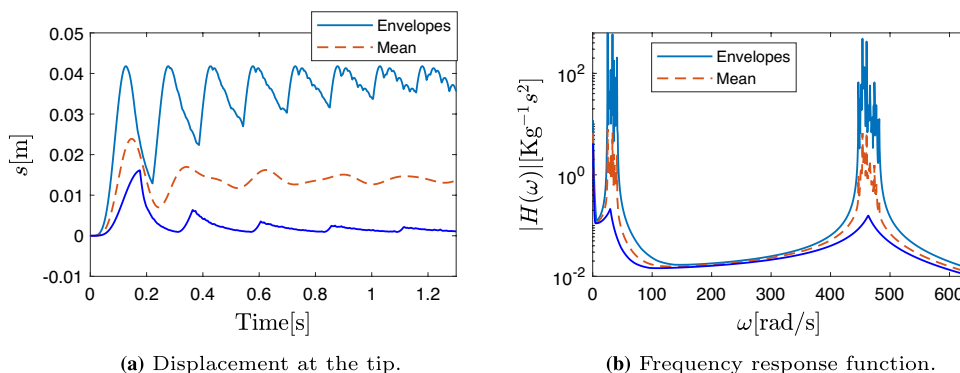 Envelopes
Mean
0.05
0.04
0.03
0.02
0.01
0
-0.01
s[m]
0 0.2 0.4 0.6 0.8 1 1.2
Time[s]
(a) Displacement at the tip.
Envelopes
Mean
10^2
10^0
10^-2
|H(ω)|[Kg^-1 s^2]
0 100 200 300 400 500 600
ω[rad/s]
(b) Frequency response function.